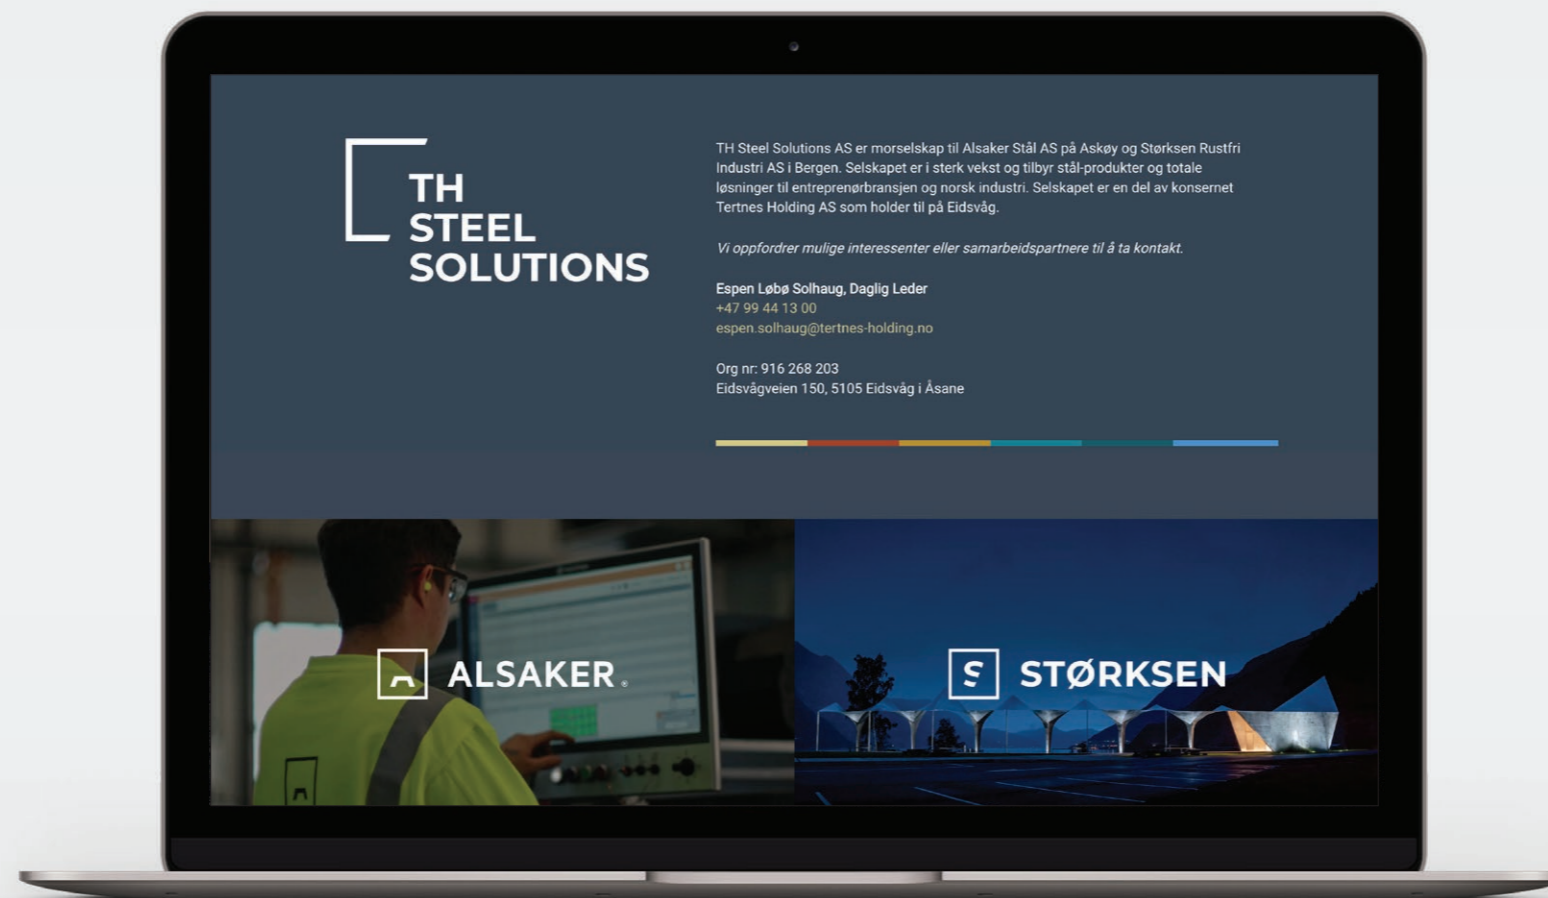 TH
STEEL
SOLUTIONS
TH Steel Solutions AS er morselskap til Alsaker Stål AS på Askøy og Størksen Rustfri
Industri AS i Bergen. Selskapet er i sterk vekst og tilbyr stål-produkter og totale
løsninger til entreprenørbransjen og norsk industri. Selskapet er en del av konsernet
Tertnes Holding AS som holder til på Eidsvåg.
Vi oppfordrer mulige interessenter eller samarbeidspartnere til å ta kontakt.
Espen Løbø Solhaug, Daglig Leder
+47 99 44 13 00
espen.solhaug@tertnes-holding.no
Org nr: 916 268 203
Eidsvågveien 150, 5105 Eidsvåg i Åsane
ALSAKER®
STØRKSEN